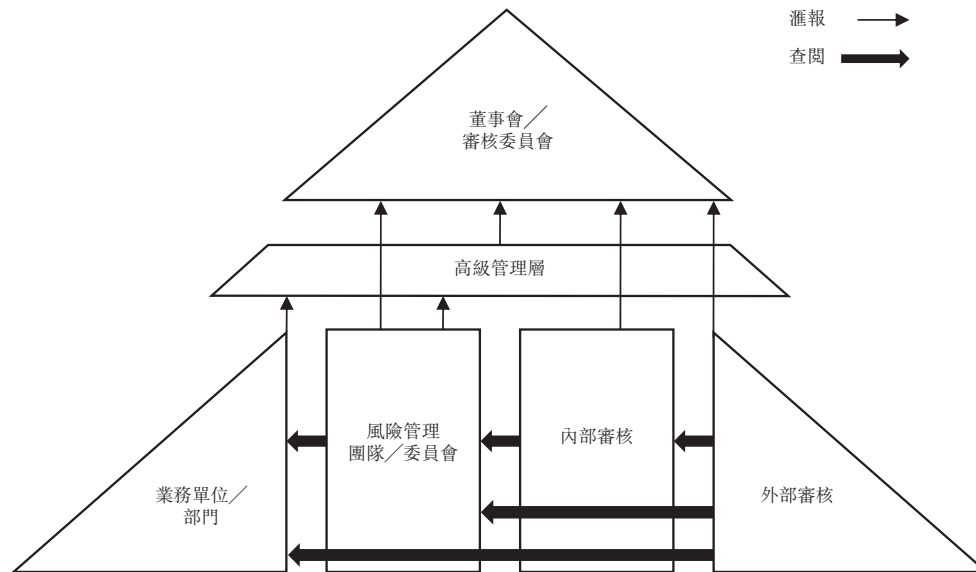 滙報
查閱
董事會／
審核委員會
高級管理層
風險管理
團隊／委員會
內部審核
業務單位／
部門
外部審核